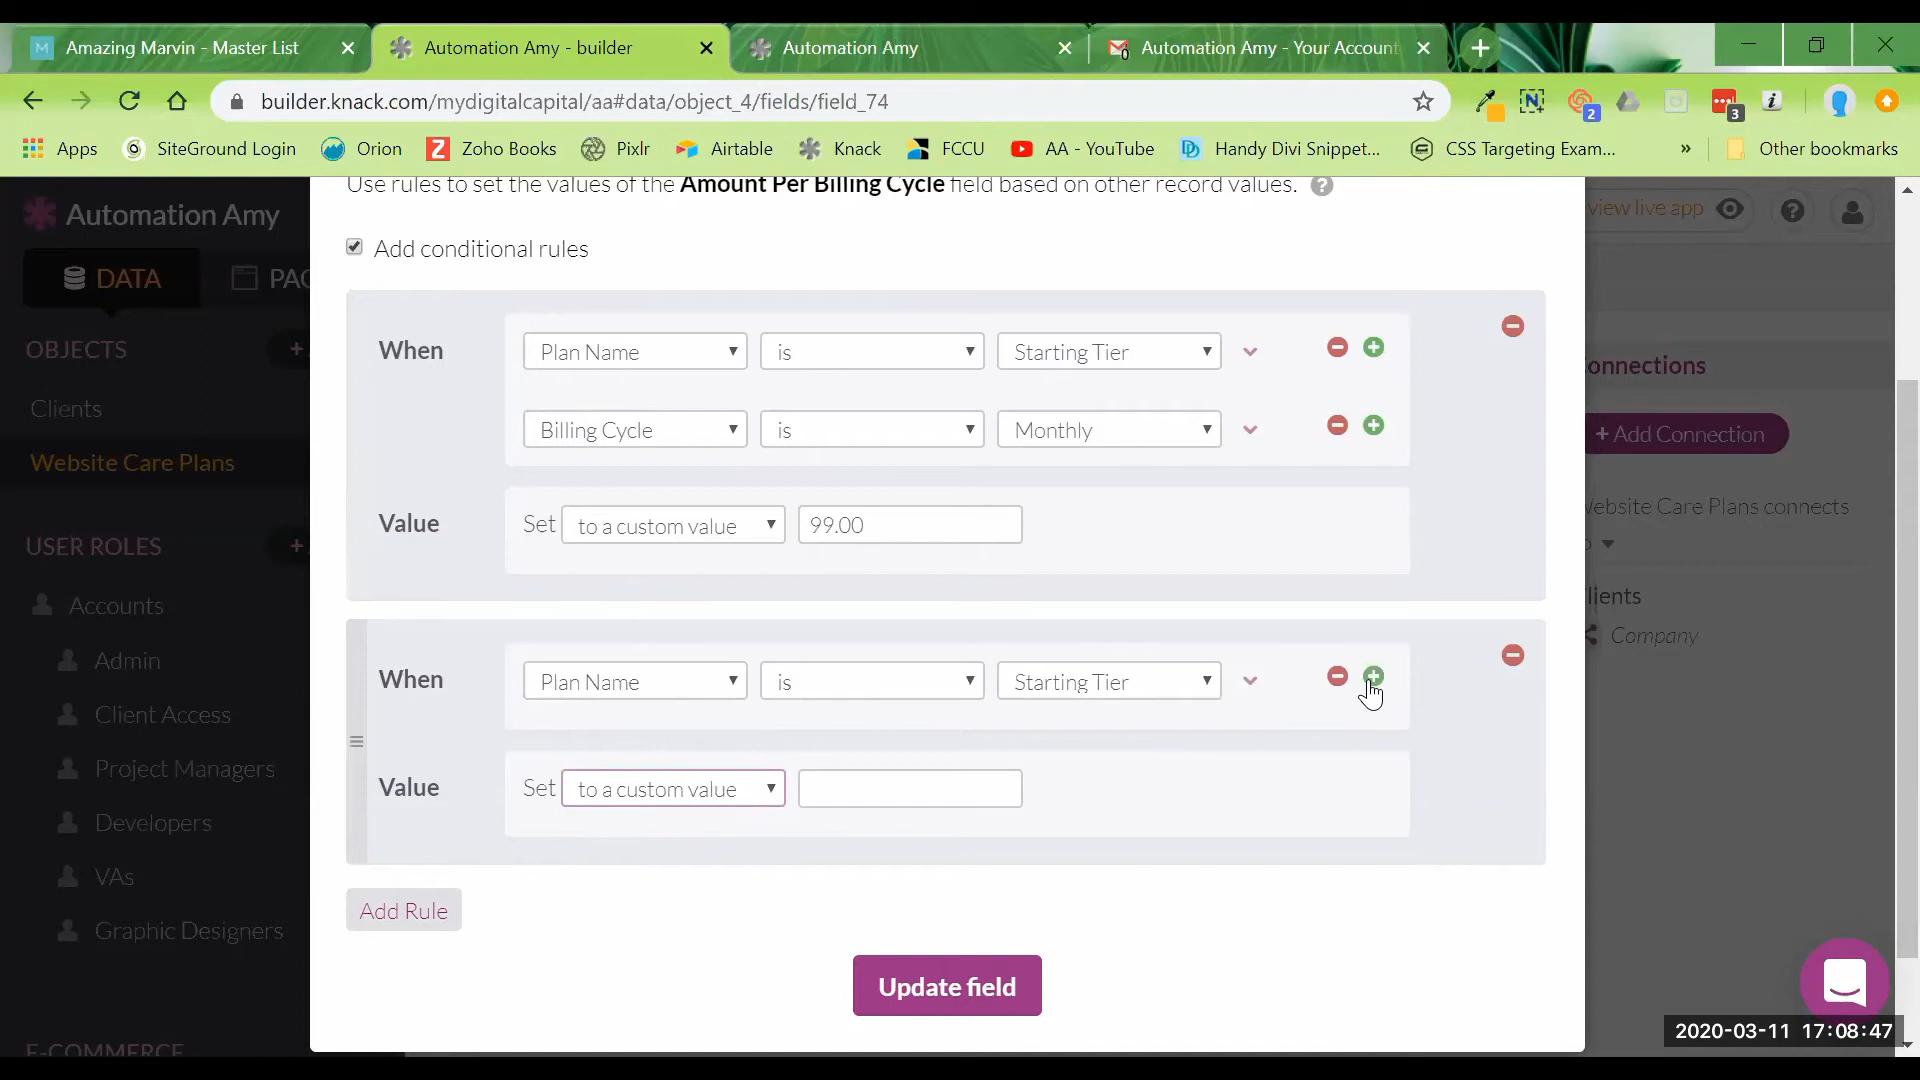 Amazing Marvin - Master List
Automation Amy - builder
Automation Amy
Automation Amy - Your Account
builder.knack.com/mydigitalcapital/aa#data/object_4/fields/field_74
2
3
Apps
SiteGround Login
Orion
Zoho Books
Pixlr
Airtable
Knack
FCCU
AA - YouTube
Handy Divi Snippet...
CSS Targeting Exam...
»
Other bookmarks
Use rules to set the values of the Amount Per Billing Cycle field based on other record values. ?
Automation Amy
view live app
DATA
PAG
Add conditional rules
OBJECTS
When
Plan Name
is
Starting Tier
Connections
Clients
Billing Cycle
is
Monthly
+ Add Connection
Website Care Plans
Website Care Plans connects
Value
Set to a custom value
99.00
USER ROLES
Clients
Accounts
Company
Admin
When
Plan Name
is
Starting Tier
Client Access
Project Managers
Value
Set to a custom value
Developers
VAs
Add Rule
Graphic Designers
Update field
2020-03-11 17:08:47
E-COMMERCE